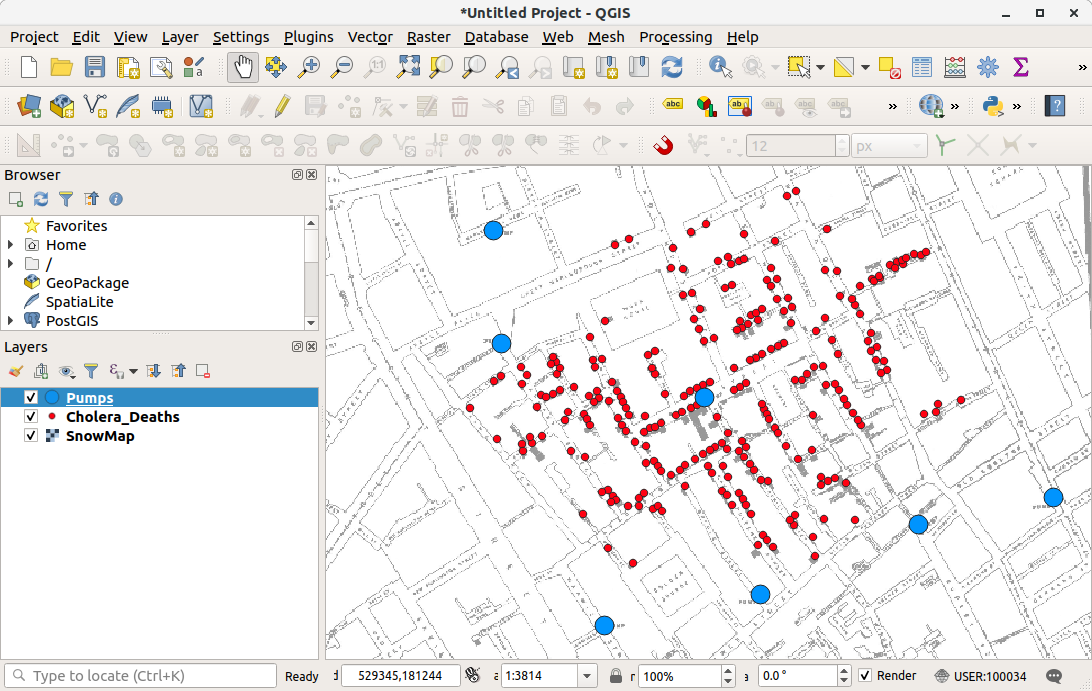 *Untitled Project - QGIS
Project Edit View Layer Settings Plugins Vector Raster Database Web Mesh Processing Help
abc
12 px
Browser
Favorites
Home
/
GeoPackage
SpatiaLite
PostGIS
Layers
Pumps
Cholera_Deaths
SnowMap
Type to locate (Ctrl+K) Ready 529345,181244 1:3814 100% 0.0 ° Render USER:100034